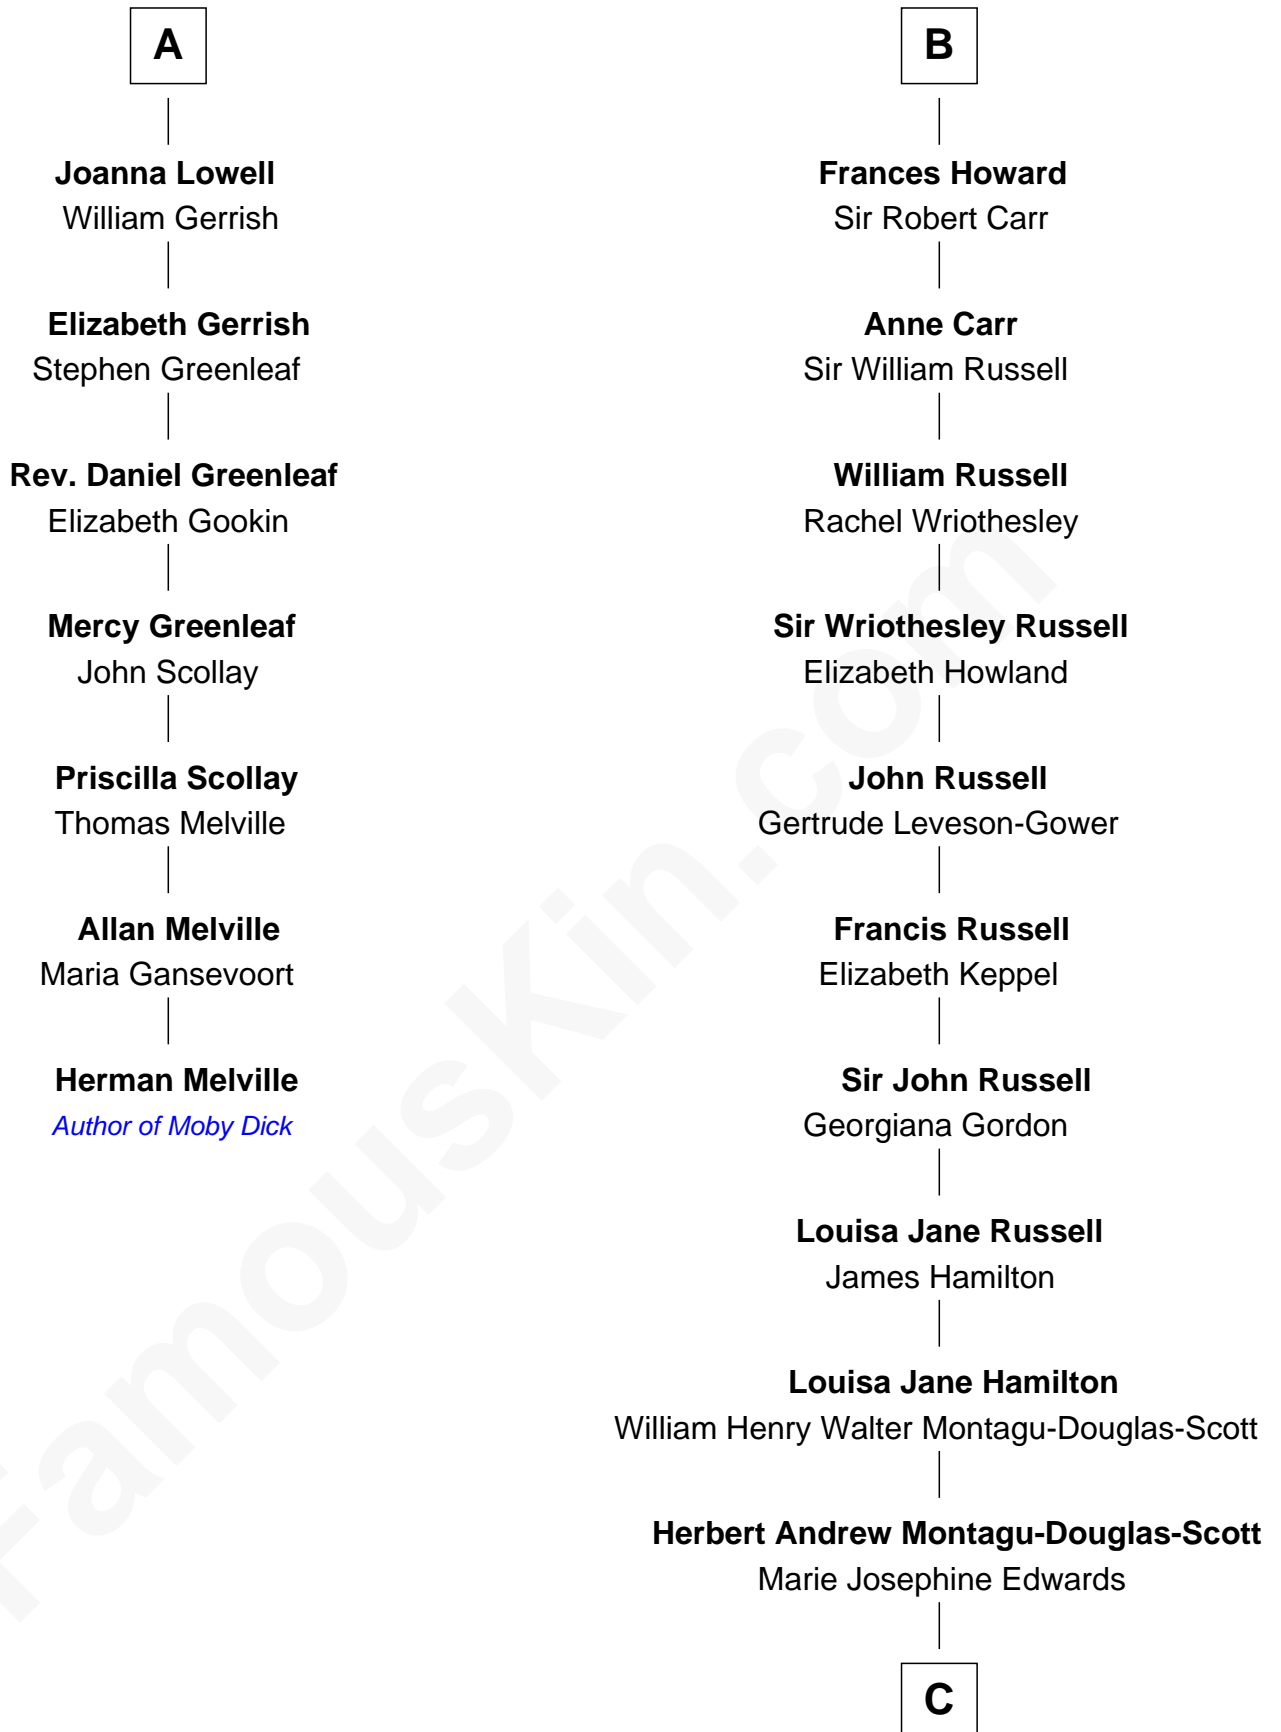 A
Joanna Lowell
William Gerrish
Elizabeth Gerrish
Stephen Greenleaf
Rev. Daniel Greenleaf
Elizabeth Gookin
Mercy Greenleaf
John Scollay
Priscilla Scollay
Thomas Melville
Allan Melville
Maria Gansevoort
Herman Melville
Author of Moby Dick
B
Frances Howard
Sir Robert Carr
Anne Carr
Sir William Russell
William Russell
Rachel Wriothesley
Sir Wriothesley Russell
Elizabeth Howland
John Russell
Gertrude Leveson-Gower
Francis Russell
Elizabeth Keppel
Sir John Russell
Georgiana Gordon
Louisa Jane Russell
James Hamilton
Louisa Jane Hamilton
William Henry Walter Montagu-Douglas-Scott
Herbert Andrew Montagu-Douglas-Scott
Marie Josephine Edwards
C
FamousKin.com